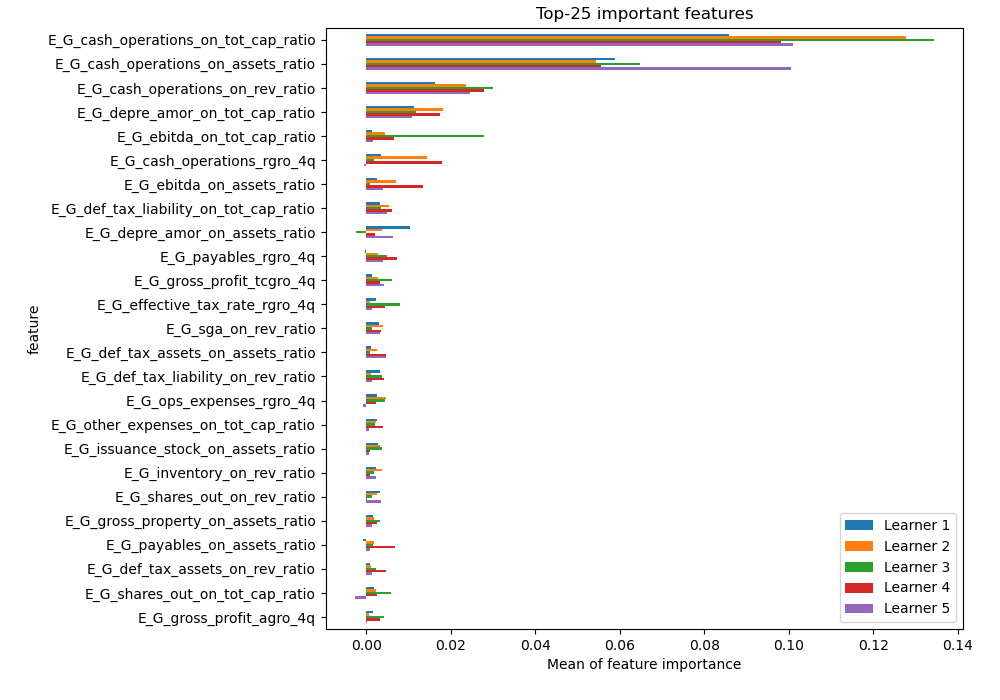 Top-25 important features
E_G_cash_operations_on_tot_cap_ratio
E_G_cash_operations_on_assets_ratio
E_G_cash_operations_on_rev_ratio
E_G_depre_amor_on_tot_cap_ratio
E_G_ebitda_on_tot_cap_ratio
E_G_cash_operations_rgro_4q
E_G_ebitda_on_assets_ratio
E_G_def_tax_liability_on_tot_cap_ratio
E_G_depre_amor_on_assets_ratio
E_G_payables_rgro_4q
E_G_gross_profit_tcgro_4q
E_G_effective_tax_rate_rgro_4q
E_G_sga_on_rev_ratio
E_G_def_tax_assets_on_assets_ratio
E_G_def_tax_liability_on_rev_ratio
E_G_ops_expenses_rgro_4q
E_G_other_expenses_on_tot_cap_ratio
E_G_issuance_stock_on_assets_ratio
E_G_inventory_on_rev_ratio
E_G_shares_out_on_rev_ratio
E_G_gross_property_on_assets_ratio
E_G_payables_on_assets_ratio
E_G_def_tax_assets_on_rev_ratio
E_G_shares_out_on_tot_cap_ratio
E_G_gross_profit_agro_4q
feature
Learner 1
Learner 2
Learner 3
Learner 4
Learner 5
0.00 0.02 0.04 0.06 0.08 0.10 0.12 0.14
Mean of feature importance